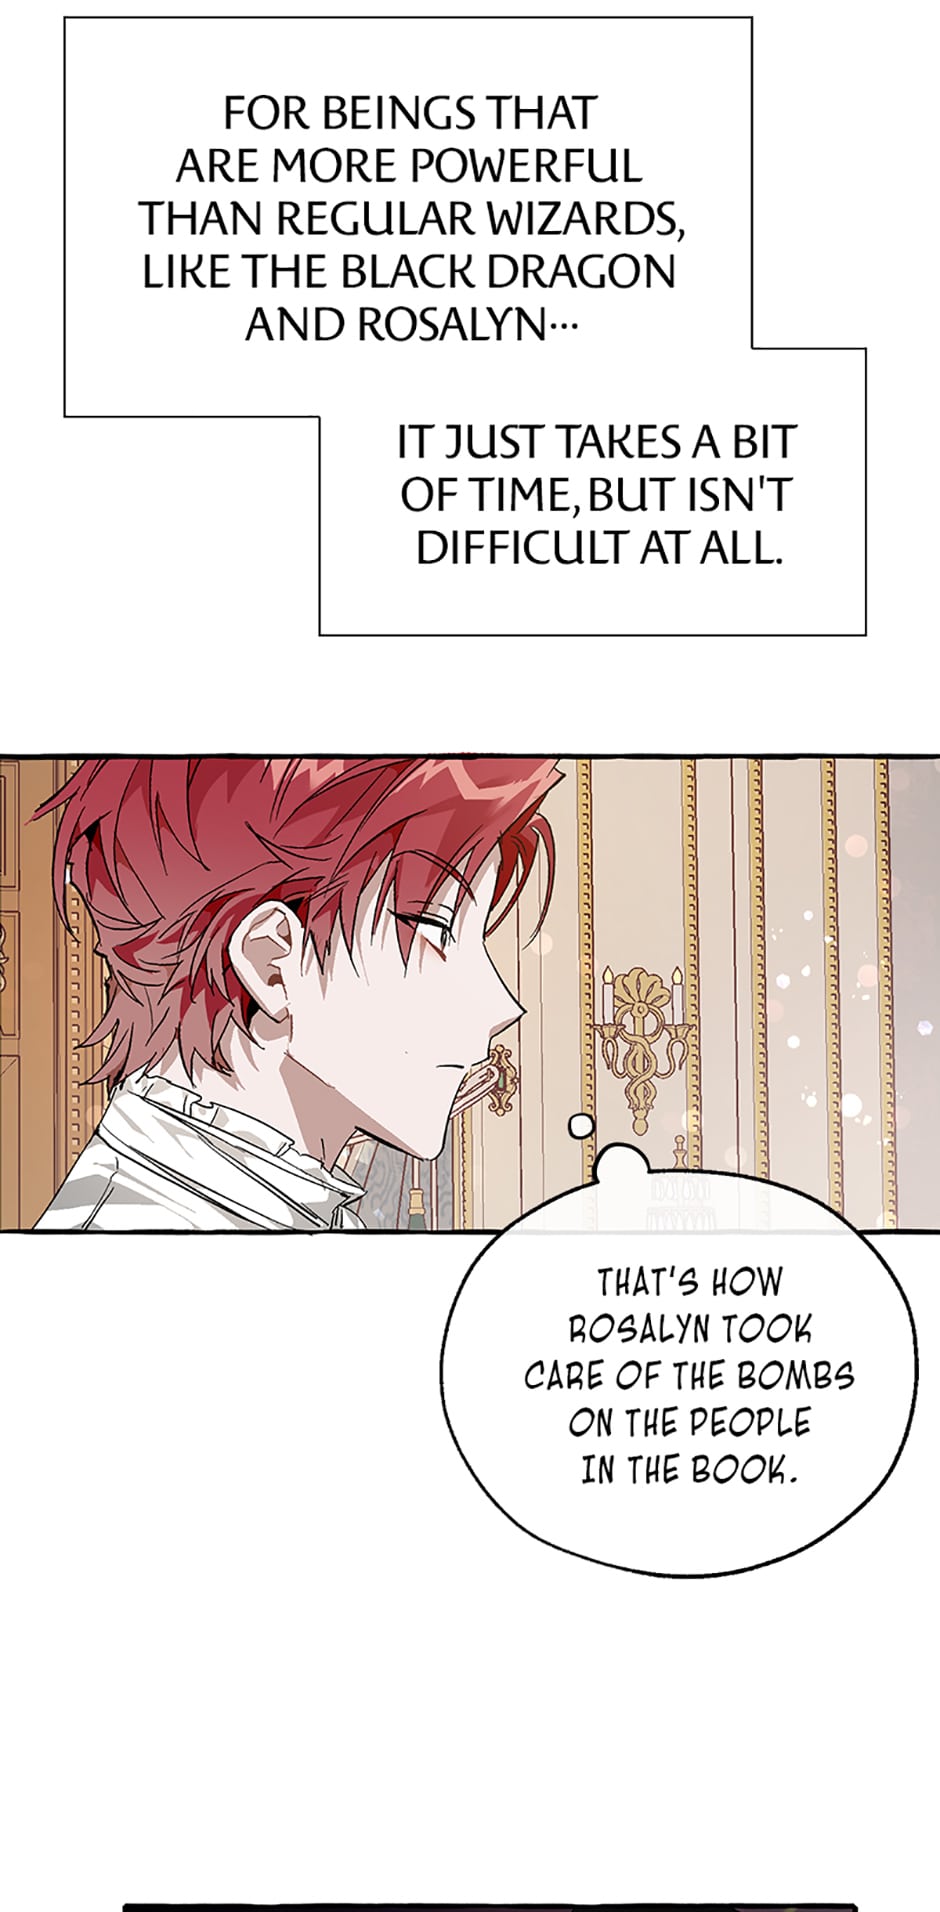 FOR BEINGS THAT
ARE MORE POWERFUL
THAN REGULAR WIZARDS,
LIKE THE BLACK DRAGON
AND ROSALYN...
IT JUST TAKES A BIT
OF TIME, BUT ISN'T
DIFFICULT AT ALL.
THAT'S HOW
ROSALYN TOOK
CARE OF THE BOMBS
ON THE PEOPLE
IN THE BOOK.